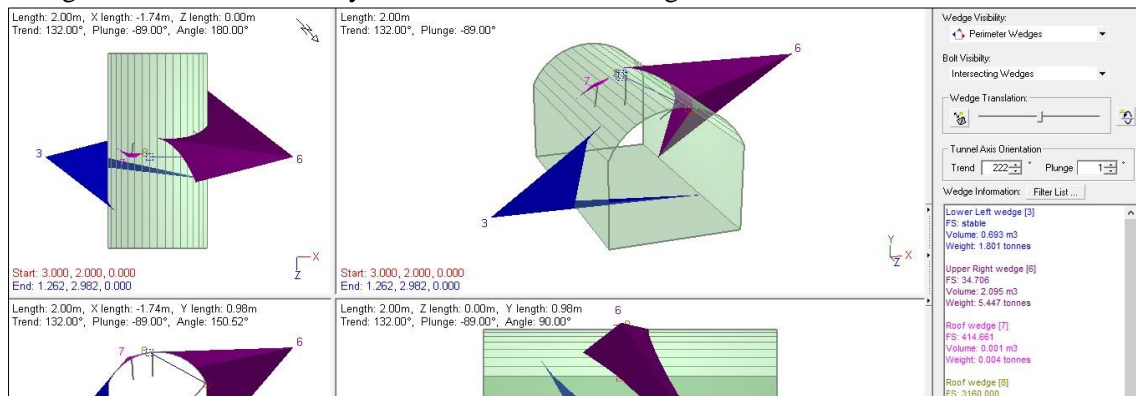 Length: 2.00m, X length: -1.74m, Z length: 0.00m
Trend: 132.00°, Plunge: -89.00°, Angle: 180.00°
3
8
6
X
Z
Start: 3.000, 2.000, 0.000
End: 1.262, 2.982, 0.000
Length: 2.00m
Trend: 132.00°, Plunge: -89.00°
6
7
3
Y
X
Z
Start: 3.000, 2.000, 0.000
End: 1.262, 2.982, 0.000
Length: 2.00m, X length: -1.74m, Y length: 0.98m
Trend: 132.00°, Plunge: -89.00°, Angle: 150.52°
7
8
6
Length: 2.00m, Z length: 0.00m, Y length: 0.98m
Trend: 132.00°, Plunge: -89.00°, Angle: 90.00°
6
Wedge Visibility:
Perimeter Wedges
Bolt Visibilty:
Intersecting Wedges
Wedge Translation:
Tunnel Axis Orientation
Trend 222 ° Plunge 1 °
Wedge Information: Filter List ...
Lower Left wedge [3]
FS: stable
Volume: 0.693 m3
Weight: 1.801 tonnes
Upper Right wedge [6]
FS: 34.706
Volume: 2.095 m3
Weight: 5.447 tonnes
Roof wedge [7]
FS: 414.661
Volume: 0.001 m3
Weight: 0.004 tonnes
Roof wedge [8]
FS: 3160.000